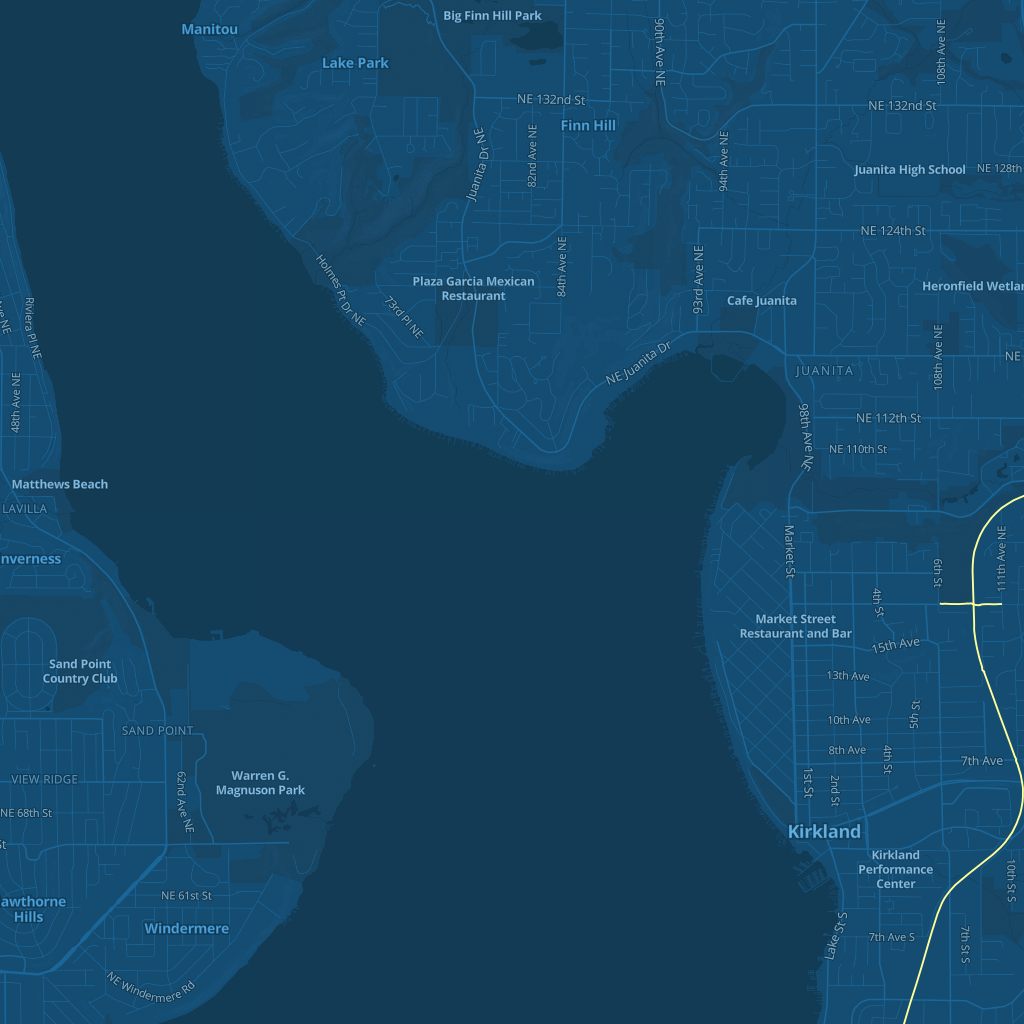 Big Finn Hill Park
Manitou
90th Ave NE
108th Ave NE
Lake Park
NE 132nd St
NE 132nd St
Finn Hill
Juanita Dr NE
82nd Ave NE
94th Ave NE
Juanita High School
NE 128th
NE 124th St
84th Ave NE
93rd Ave NE
Holmes Pt Dr NE
73rd Pl NE
Plaza Garcia Mexican
Restaurant
Cafe Juanita
Heronfield Wetlan
Ave NE
Riviera Pl NE
NE Juanita Dr
108th Ave NE
NE
JUANITA
48th Ave NE
98th Ave NE
NE 112th St
NE 110th St
Matthews Beach
LAVILLA
Market St
111th Ave NE
nverness
6th St
4th St
Market Street
Restaurant and Bar
15th Ave
Sand Point
Country Club
13th Ave
5th St
SAND POINT
10th Ave
8th Ave
4th St
7th Ave
VIEW RIDGE
62nd Ave NE
Warren G.
Magnuson Park
1st St
2nd St
NE 68th St
Kirkland
St
Kirkland
Performance
Center
10th St S
awthorne
Hills
NE 61st St
Windermere
Lake St S
7th Ave S
7th St S
NE Windermere Rd